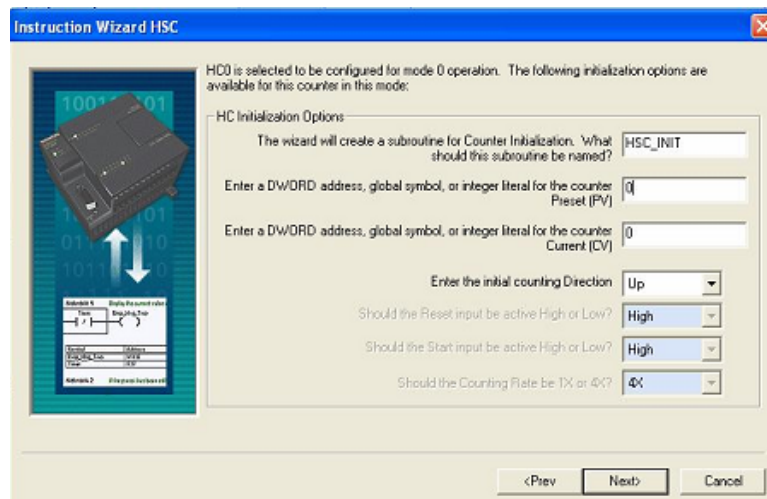 Instruction Wizard HSC
HC0 is selected to be configured for mode 0 operation. The following initialization options are
available for this counter in this mode:
HC Initialization Options
The wizard will create a subroutine for Counter Initialization. What
should this subroutine be named?
HSC_INIT
Enter a DWORD address, global symbol, or integer literal for the counter
Preset (PV)
0
Enter a DWORD address, global symbol, or integer literal for the counter
Current (CV)
0
Enter the initial counting Direction
Up
Should the Reset input be active High or Low?
High
Should the Start input be active High or Low?
High
Should the Counting Rate be 1X or 4X?
4X
<Prev
Next>
Cancel